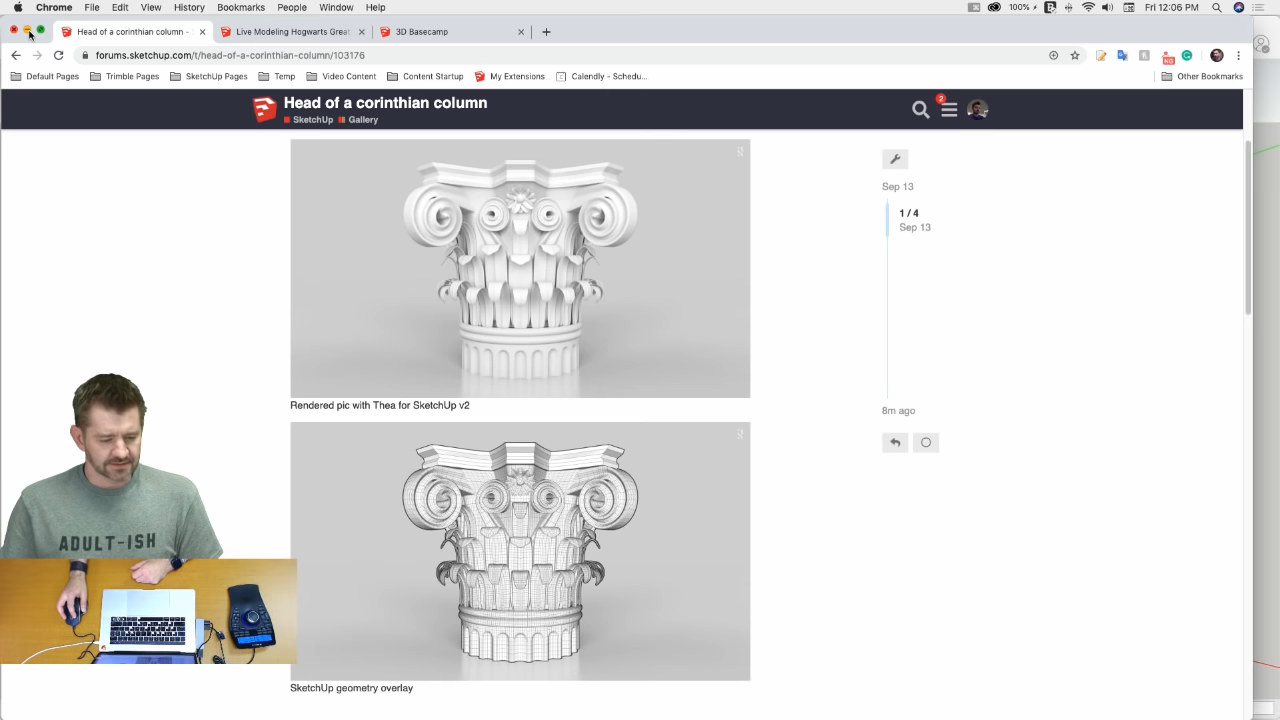 Chrome File Edit View History Bookmarks People Window Help
100% Fri 12:06 PM
Head of a corinthian column -
Live Modeling Hogwarts Great
3D Basecamp
forums.sketchup.com/t/head-of-a-corinthian-column/103176
Default Pages Trimble Pages SketchUp Pages Temp Video Content Content Startup My Extensions Calendly - Schedu... Other Bookmarks
Head of a corinthian column
SketchUp Gallery
2
Sep 13
1 / 4
Sep 13
8m ago
Rendered pic with Thea for SketchUp v2
SketchUp geometry overlay
ADULT-ISH